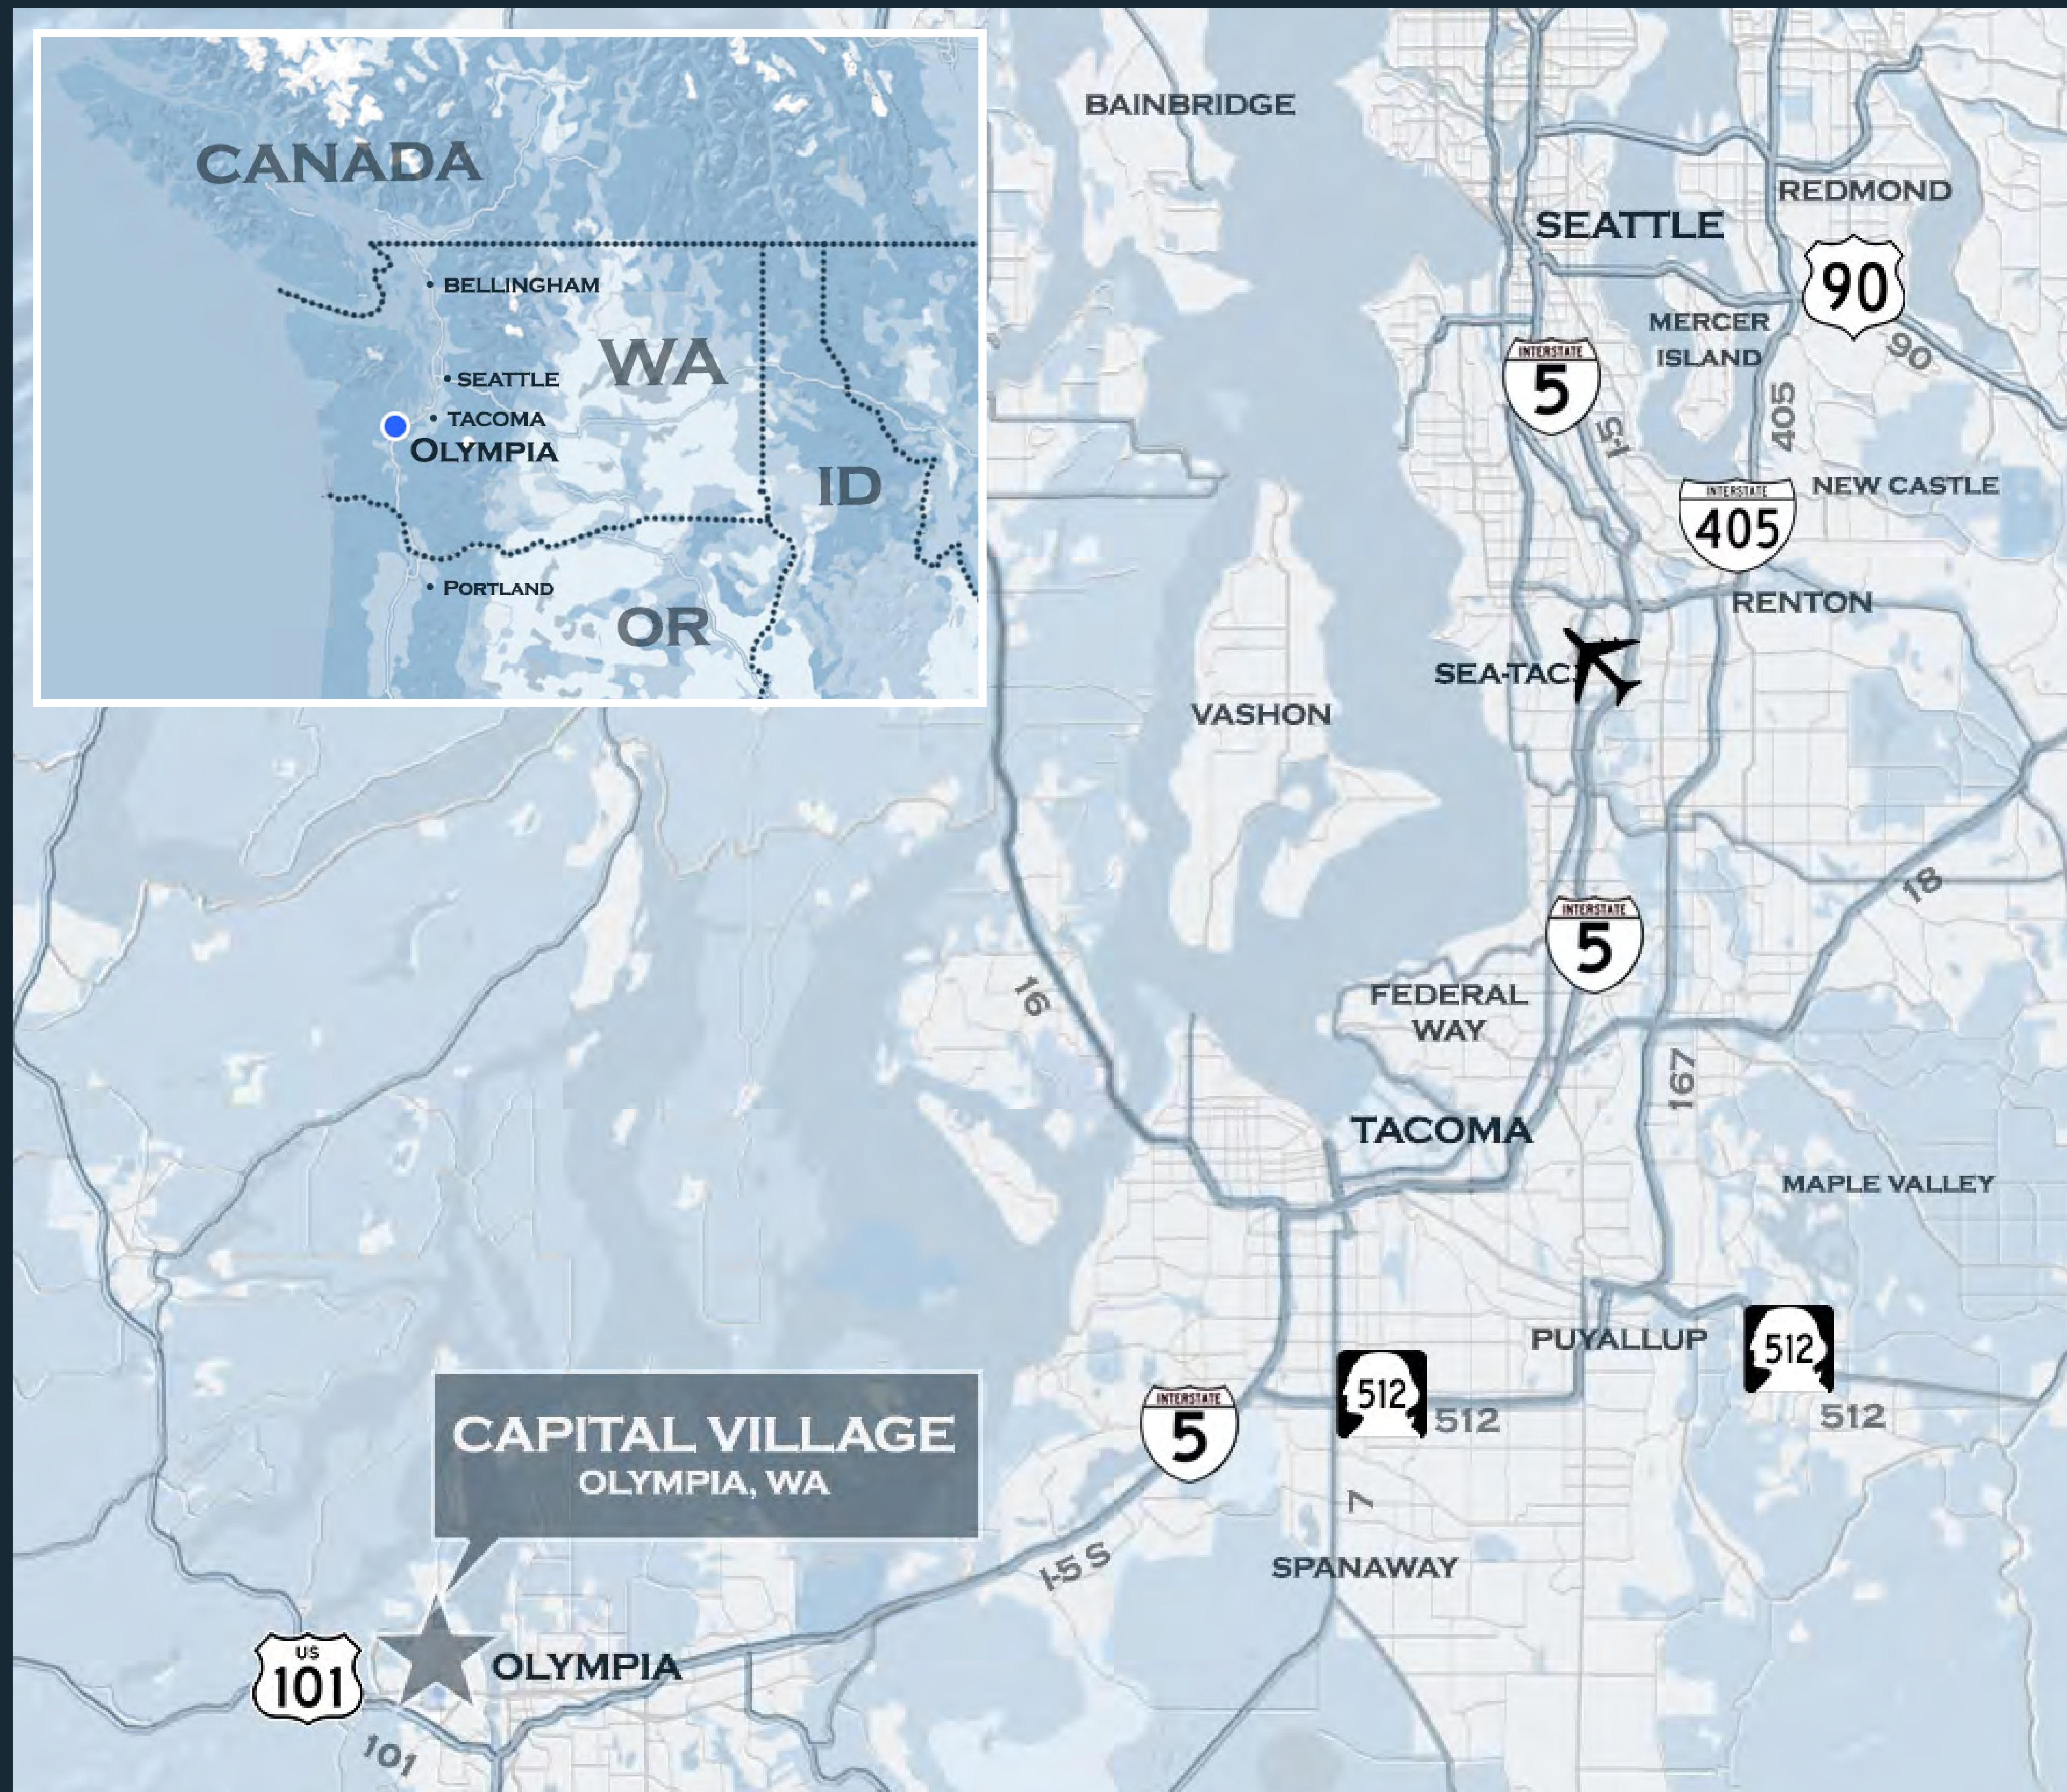 CANADA
BELLINGHAM
WA
SEATTLE
TACOMA
OLYMPIA
ID
PORTLAND
OR
BAINBRIDGE
REDMOND
SEATTLE
90
MERCER
ISLAND
90
INTERSTATE
5
I-5
405
INTERSTATE
405
NEW CASTLE
RENTON
SEA-TAC
VASHON
18
INTERSTATE
5
16
FEDERAL
WAY
167
TACOMA
MAPLE VALLEY
PUYALLUP
512
512
512
512
INTERSTATE
5
CAPITAL VILLAGE
OLYMPIA, WA
7
I-5 S
SPANAWAY
US
101
OLYMPIA
101